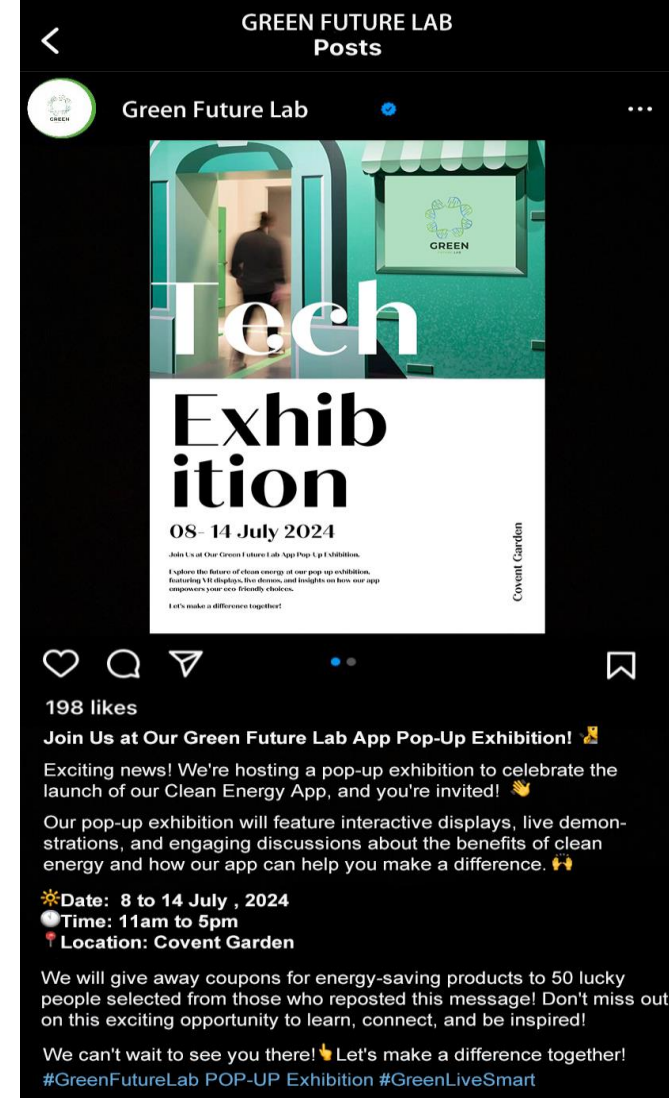 GREEN FUTURE LAB
Posts
GREEN
Green Future Lab
GREEN
FUTURE LAB
Tech
Exhib
ition
08- 14 July 2024
Join Us at Our Green Future Lab App Pop-Up Exhibition.
Explore the future of clean energy at our pop-up exhibition,
featuring VR displays, live demos, and insights on how our app
empowers your eco-friendly choices.
Let's make a difference together!
Covent Garden
198 likes
Join Us at Our Green Future Lab App Pop-Up Exhibition!
Exciting news! We're hosting a pop-up exhibition to celebrate the
launch of our Clean Energy App, and you're invited! 👋
Our pop-up exhibition will feature interactive displays, live demon-
strations, and engaging discussions about the benefits of clean
energy and how our app can help you make a difference. 🙌
🔆Date: 8 to 14 July , 2024
🕚Time: 11am to 5pm
📍Location: Covent Garden
We will give away coupons for energy-saving products to 50 lucky
people selected from those who reposted this message! Don't miss out
on this exciting opportunity to learn, connect, and be inspired!
We can't wait to see you there!👆Let's make a difference together!
#GreenFutureLab POP-UP Exhibition #GreenLiveSmart